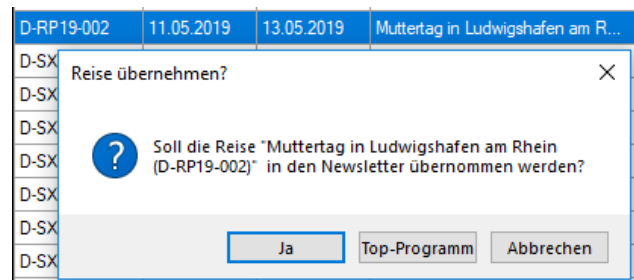 D-RP19-002 11.05.2019 13.05.2019 Muttertag in Ludwigshafen am R...
D-SX
Reise übernehmen?
D-SX
D-SX
Soll die Reise "Muttertag in Ludwigshafen am Rhein
D-SX
(D-RP19-002)" in den Newsletter übernommen werden?
D-SX
D-SX
Ja Top-Programm Abbrechen
D-SX